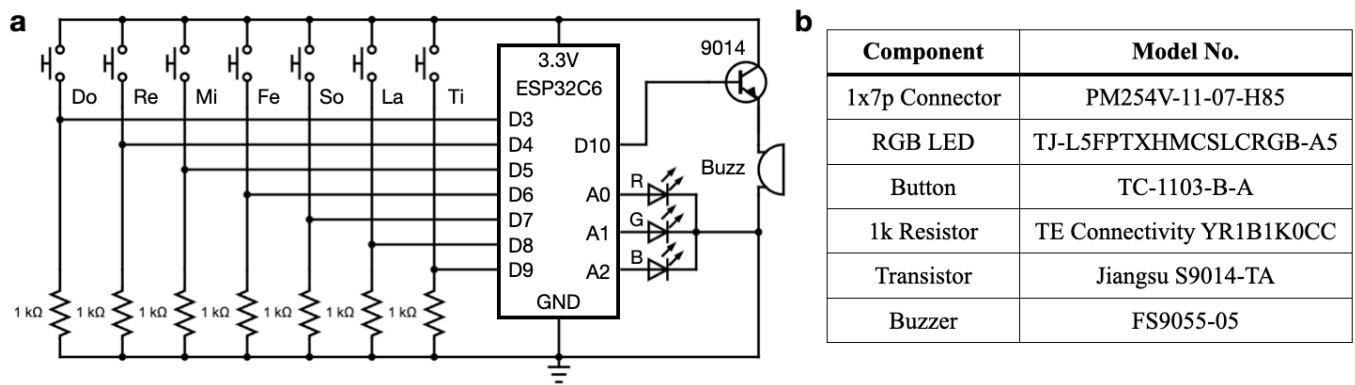 a
Do Re Mi Fe So La Ti
1 kΩ 1 kΩ 1 kΩ 1 kΩ 1 kΩ 1 kΩ 1 kΩ
3.3V
ESP32C6
D3
D4
D5
D6
D7
D8
D9
D10
A0
A1
A2
GND
R
G
B
9014
Buzz
b
Component Model No.
1x7p Connector PM254V-11-07-H85
RGB LED TJ-L5FPTXHMCSLCRGB-A5
Button TC-1103-B-A
1k Resistor TE Connectivity YR1B1K0CC
Transistor Jiangsu S9014-TA
Buzzer FS9055-05